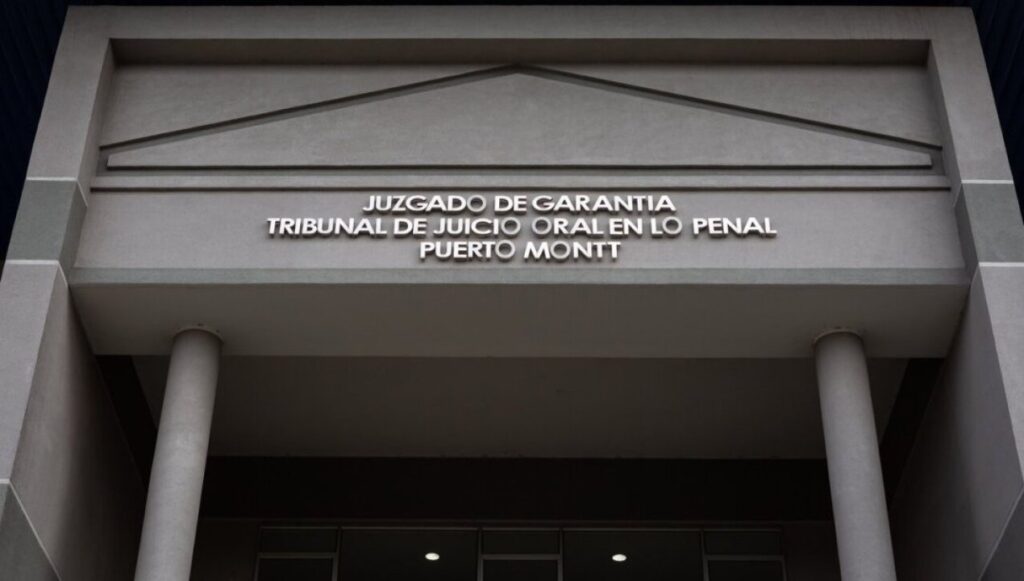 JUZGADO DE GARANTIA
TRIBUNAL DE JUICIO ORAL EN LO PENAL
PUERTO MONTT